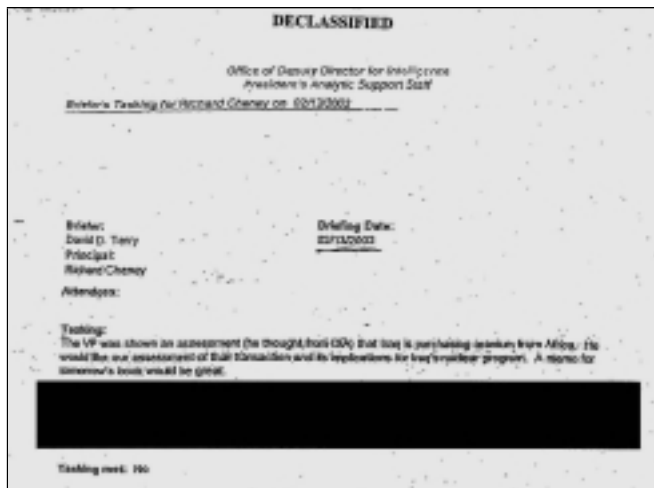 DECLASSIFIED
Office of Deputy Director for Intelligence
President's Analytic Support Staff
Briefer's Tasking for Richard Cheney on 02/13/2002
Briefer:
Briefing Date:
David D. Terry
02/13/2002
Principal:
Richard Cheney
Attendees:
Tasking:
The VP was shown an assessment (he thought from DIA) that Iraq is purchasing uranium from Africa. He
would like our assessment of that transaction and its implications for Iraq's nuclear program. A memo for
tomorrow's book would be great.
Tasking met: No